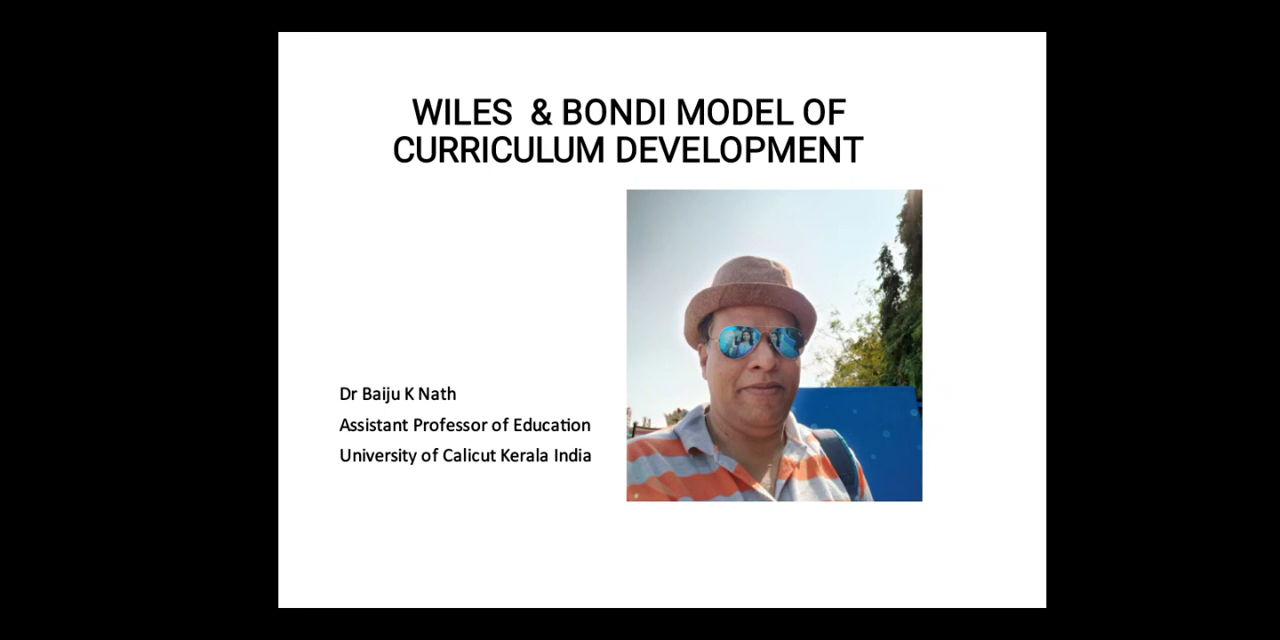 WILES & BONDI MODEL OF
CURRICULUM DEVELOPMENT
Dr Baiju K Nath
Assistant Professor of Education
University of Calicut Kerala India